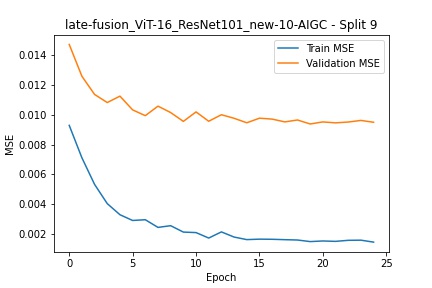 late-fusion_ViT-16_ResNet101_new-10-AIGC - Split 9
Train MSE
Validation MSE
0.014
0.012
0.010
0.008
0.006
0.004
0.002
MSE
0 5 10 15 20 25
Epoch